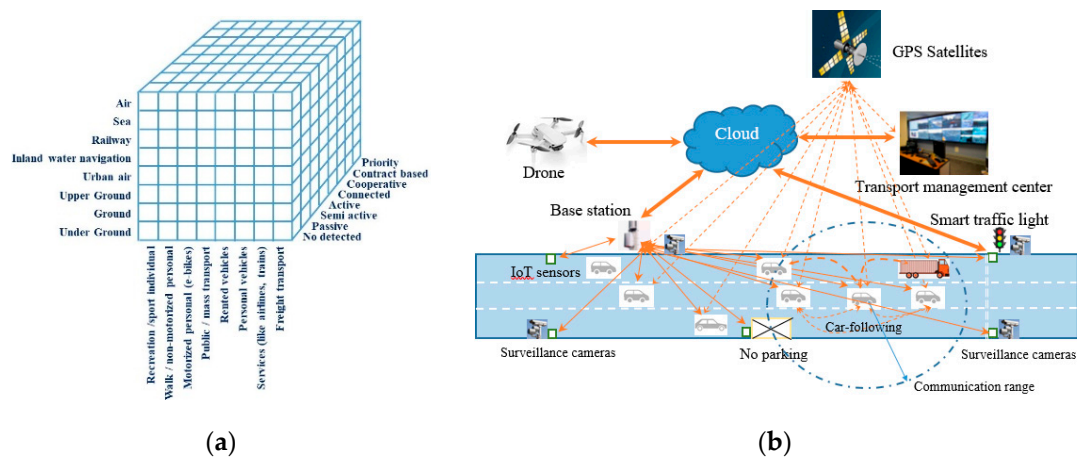 Air
Sea
Railway
Inland water navigation
Urban air
Upper Ground
Ground
Under Ground
Priority
Contract based
Cooperative
Connected
Active
Semi active
Passive
No detected
Recreation /sport individual
Walk / non-motorized personal
Motorized personal (e-bikes)
Public / mass transport
Rented vehicles
Personal vehicles
Services (like airlines, trains)
Freight transport
(a)
GPS Satellites
Cloud
Drone
Transport management center
Base station
Smart traffic light
IoT sensors
Car-following
Surveillance cameras
No parking
Surveillance cameras
Communication range
(b)